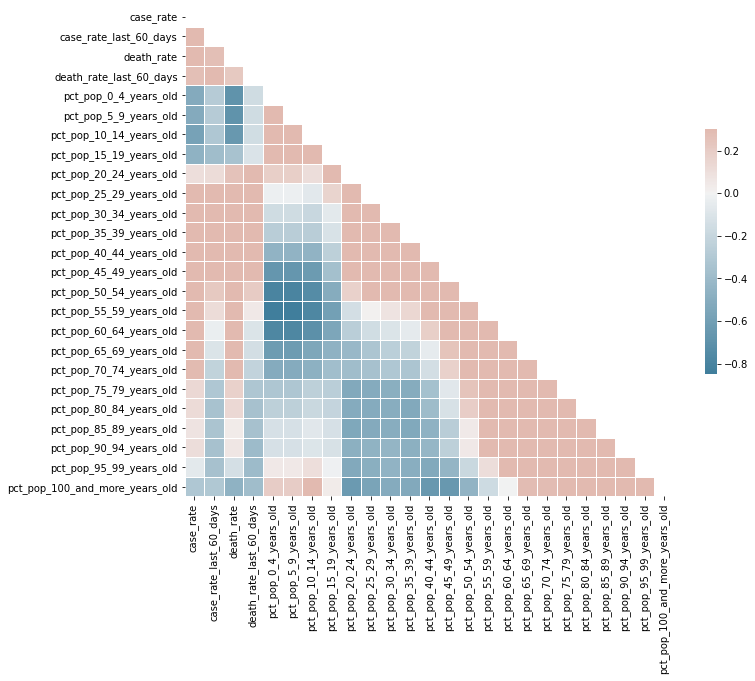 case_rate
case_rate_last_60_days
death_rate
death_rate_last_60_days
pct_pop_0_4_years_old
pct_pop_5_9_years_old
pct_pop_10_14_years_old
pct_pop_15_19_years_old
pct_pop_20_24_years_old
pct_pop_25_29_years_old
pct_pop_30_34_years_old
pct_pop_35_39_years_old
pct_pop_40_44_years_old
pct_pop_45_49_years_old
pct_pop_50_54_years_old
pct_pop_55_59_years_old
pct_pop_60_64_years_old
pct_pop_65_69_years_old
pct_pop_70_74_years_old
pct_pop_75_79_years_old
pct_pop_80_84_years_old
pct_pop_85_89_years_old
pct_pop_90_94_years_old
pct_pop_95_99_years_old
pct_pop_100_and_more_years_old
case_rate
case_rate_last_60_days
death_rate
death_rate_last_60_days
pct_pop_0_4_years_old
pct_pop_5_9_years_old
pct_pop_10_14_years_old
pct_pop_15_19_years_old
pct_pop_20_24_years_old
pct_pop_25_29_years_old
pct_pop_30_34_years_old
pct_pop_35_39_years_old
pct_pop_40_44_years_old
pct_pop_45_49_years_old
pct_pop_50_54_years_old
pct_pop_55_59_years_old
pct_pop_60_64_years_old
pct_pop_65_69_years_old
pct_pop_70_74_years_old
pct_pop_75_79_years_old
pct_pop_80_84_years_old
pct_pop_85_89_years_old
pct_pop_90_94_years_old
pct_pop_95_99_years_old
pct_pop_100_and_more_years_old
0.2
0.0
−0.2
−0.4
−0.6
−0.8